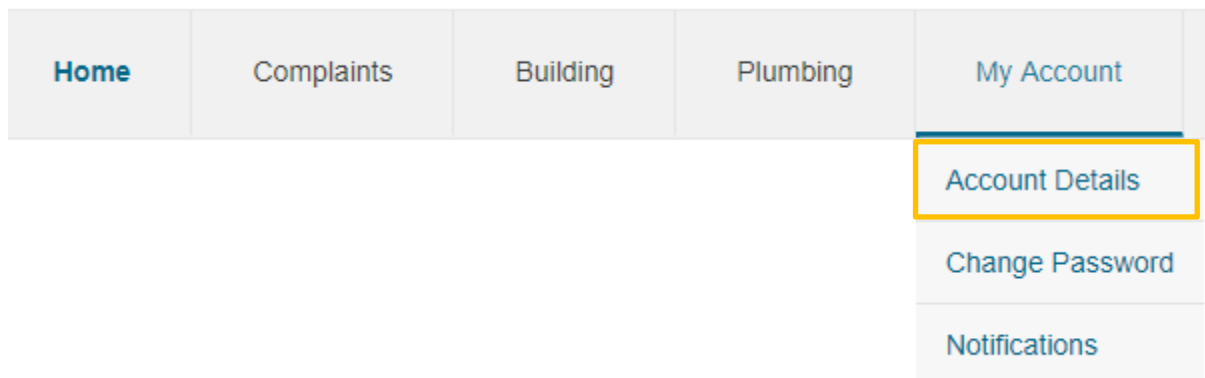 Home Complaints Building Plumbing My Account
Account Details
Change Password
Notifications